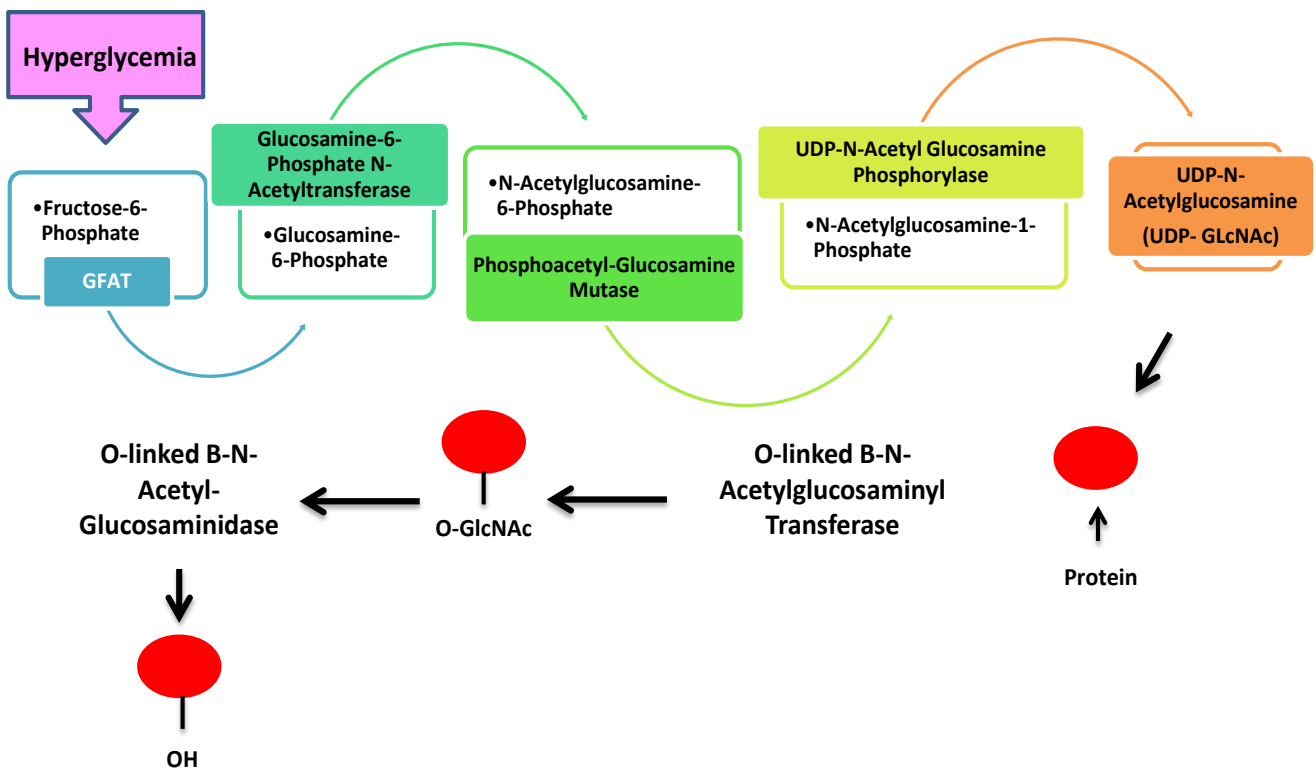 Hyperglycemia
•Fructose-6-
Phosphate
GFAT
Glucosamine-6-
Phosphate N-
Acetyltransferase
•Glucosamine-
6-Phosphate
•N-Acetylglucosamine-
6-Phosphate
Phosphoacetyl-Glucosamine
Mutase
UDP-N-Acetyl Glucosamine
Phosphorylase
•N-Acetylglucosamine-1-
Phosphate
UDP-N-
Acetylglucosamine
(UDP- GLcNAc)
Protein
O-linked B-N-
Acetylglucosaminyl
Transferase
O-GlcNAc
O-linked B-N-
Acetyl-
Glucosaminidase
OH